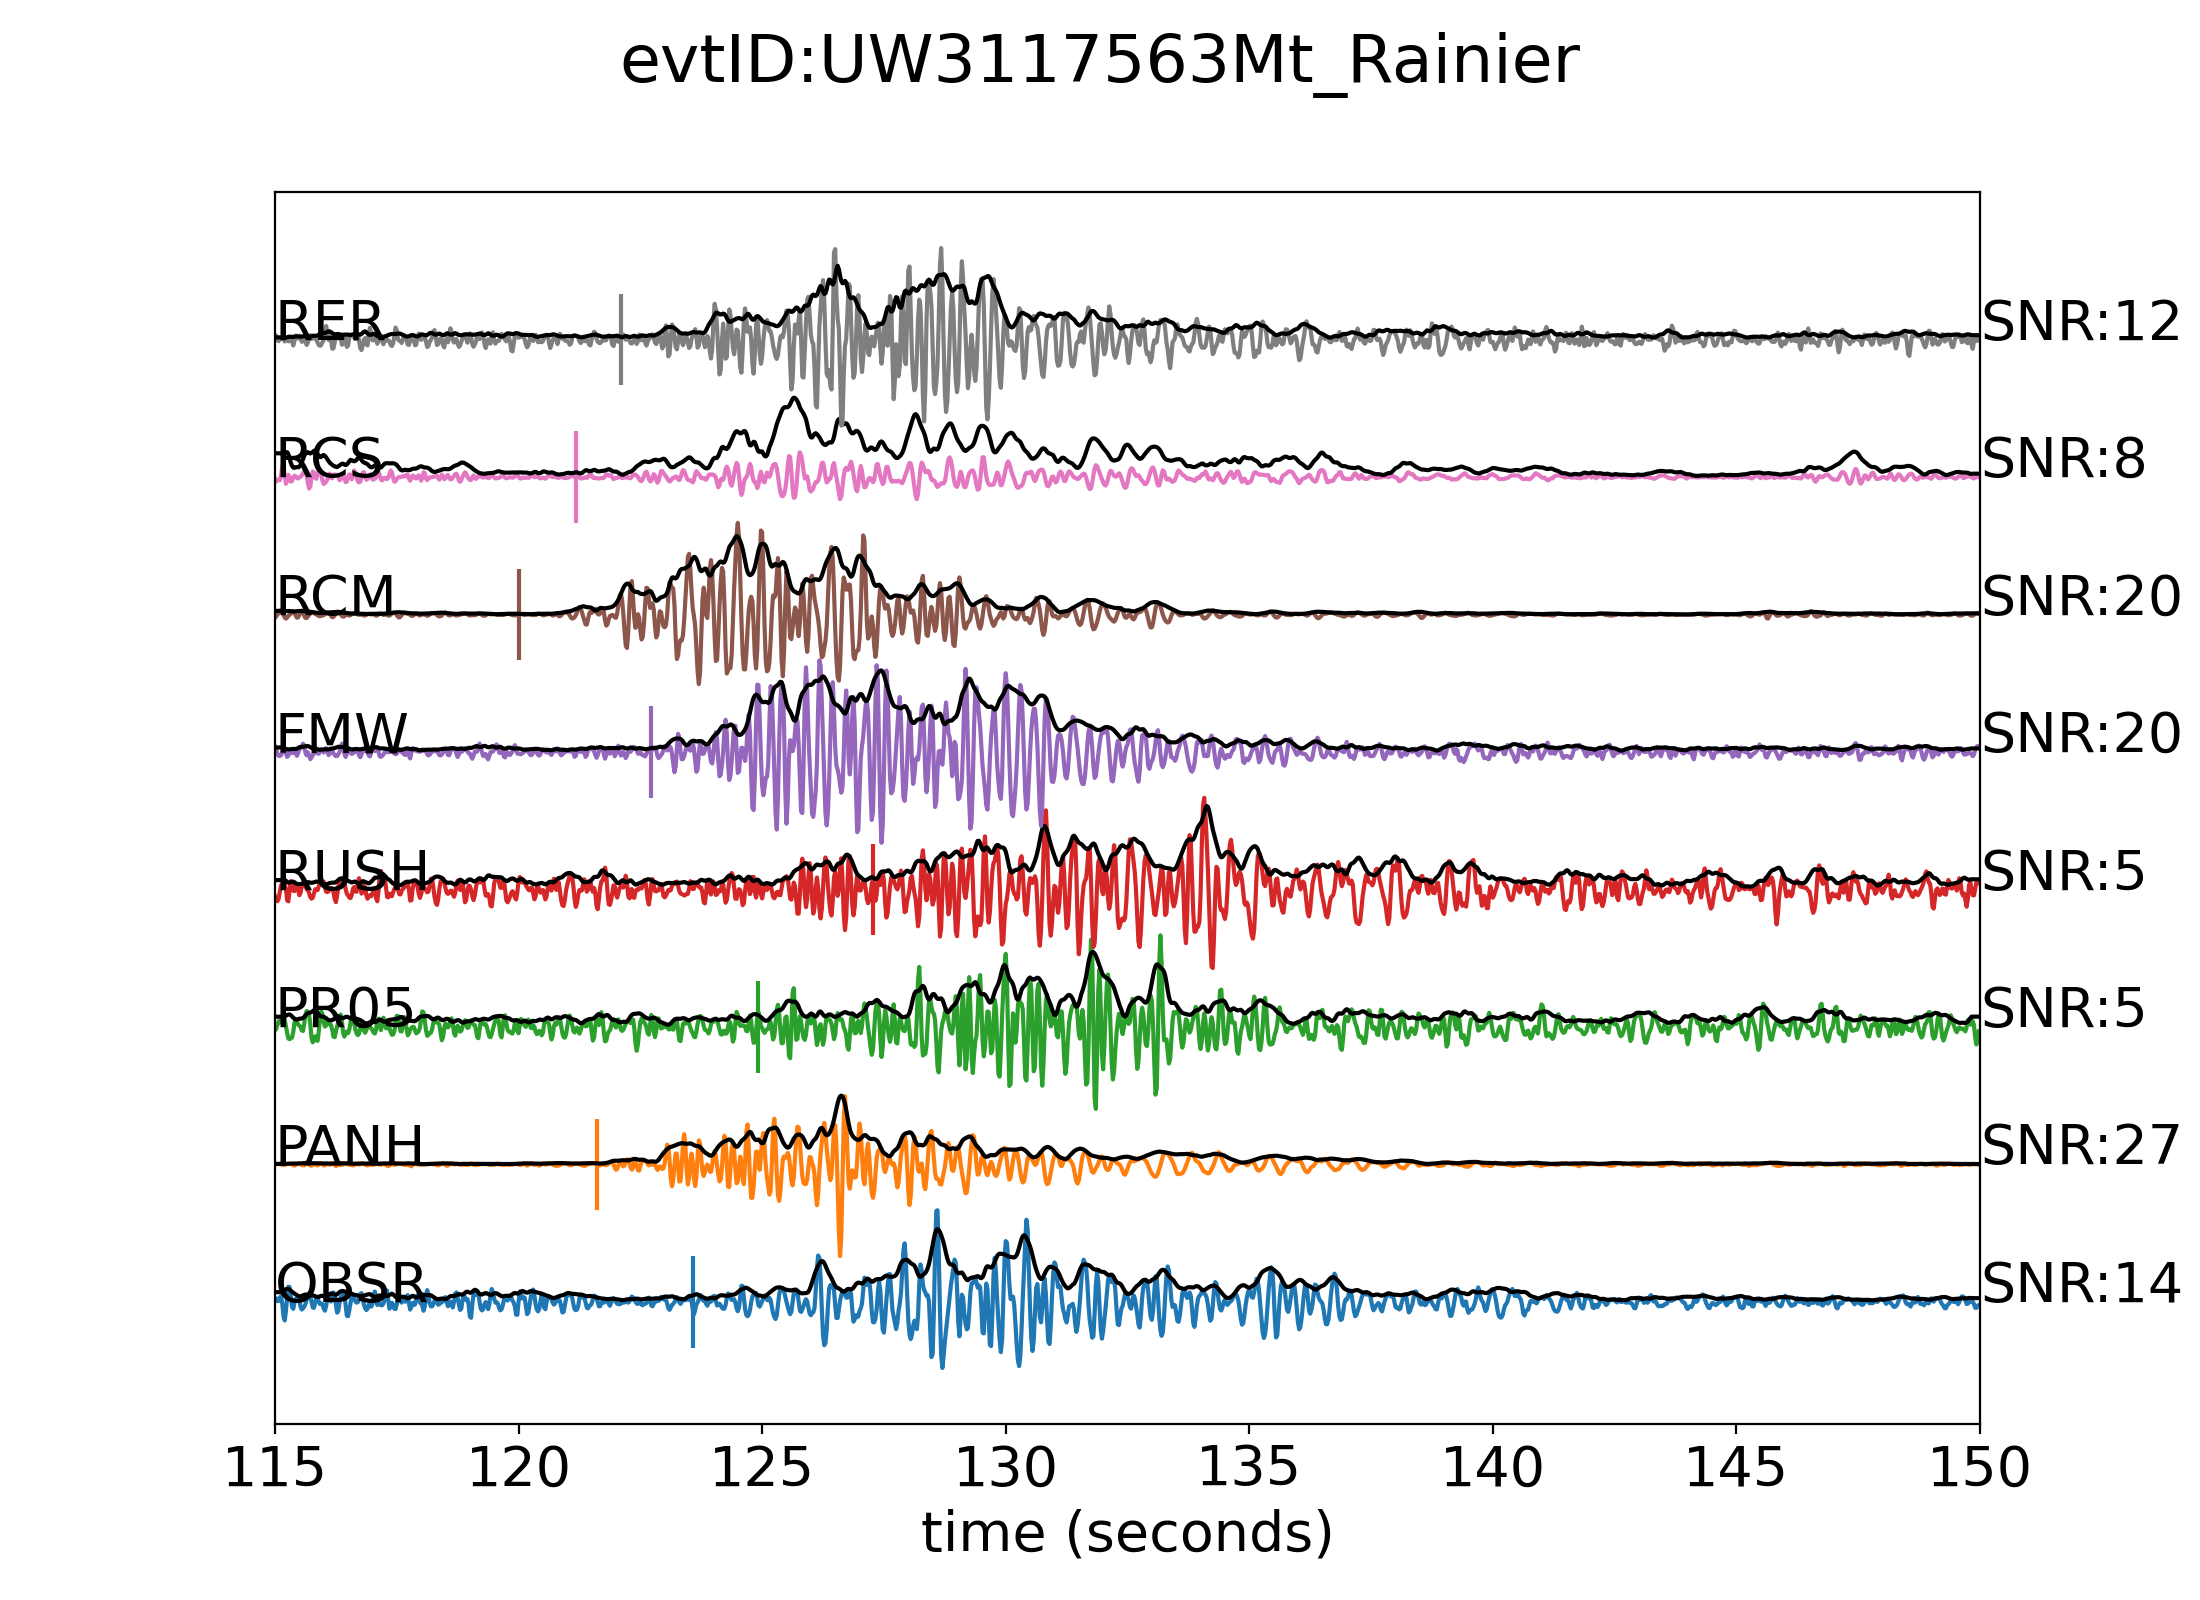 evtID:UW3117563Mt_Rainier
RER SNR:12
RCS SNR:8
RCM SNR:20
FMW SNR:20
RUSH SNR:5
PR05 SNR:5
PANH SNR:27
OBSR SNR:14
115 120 125 130 135 140 145 150
time (seconds)